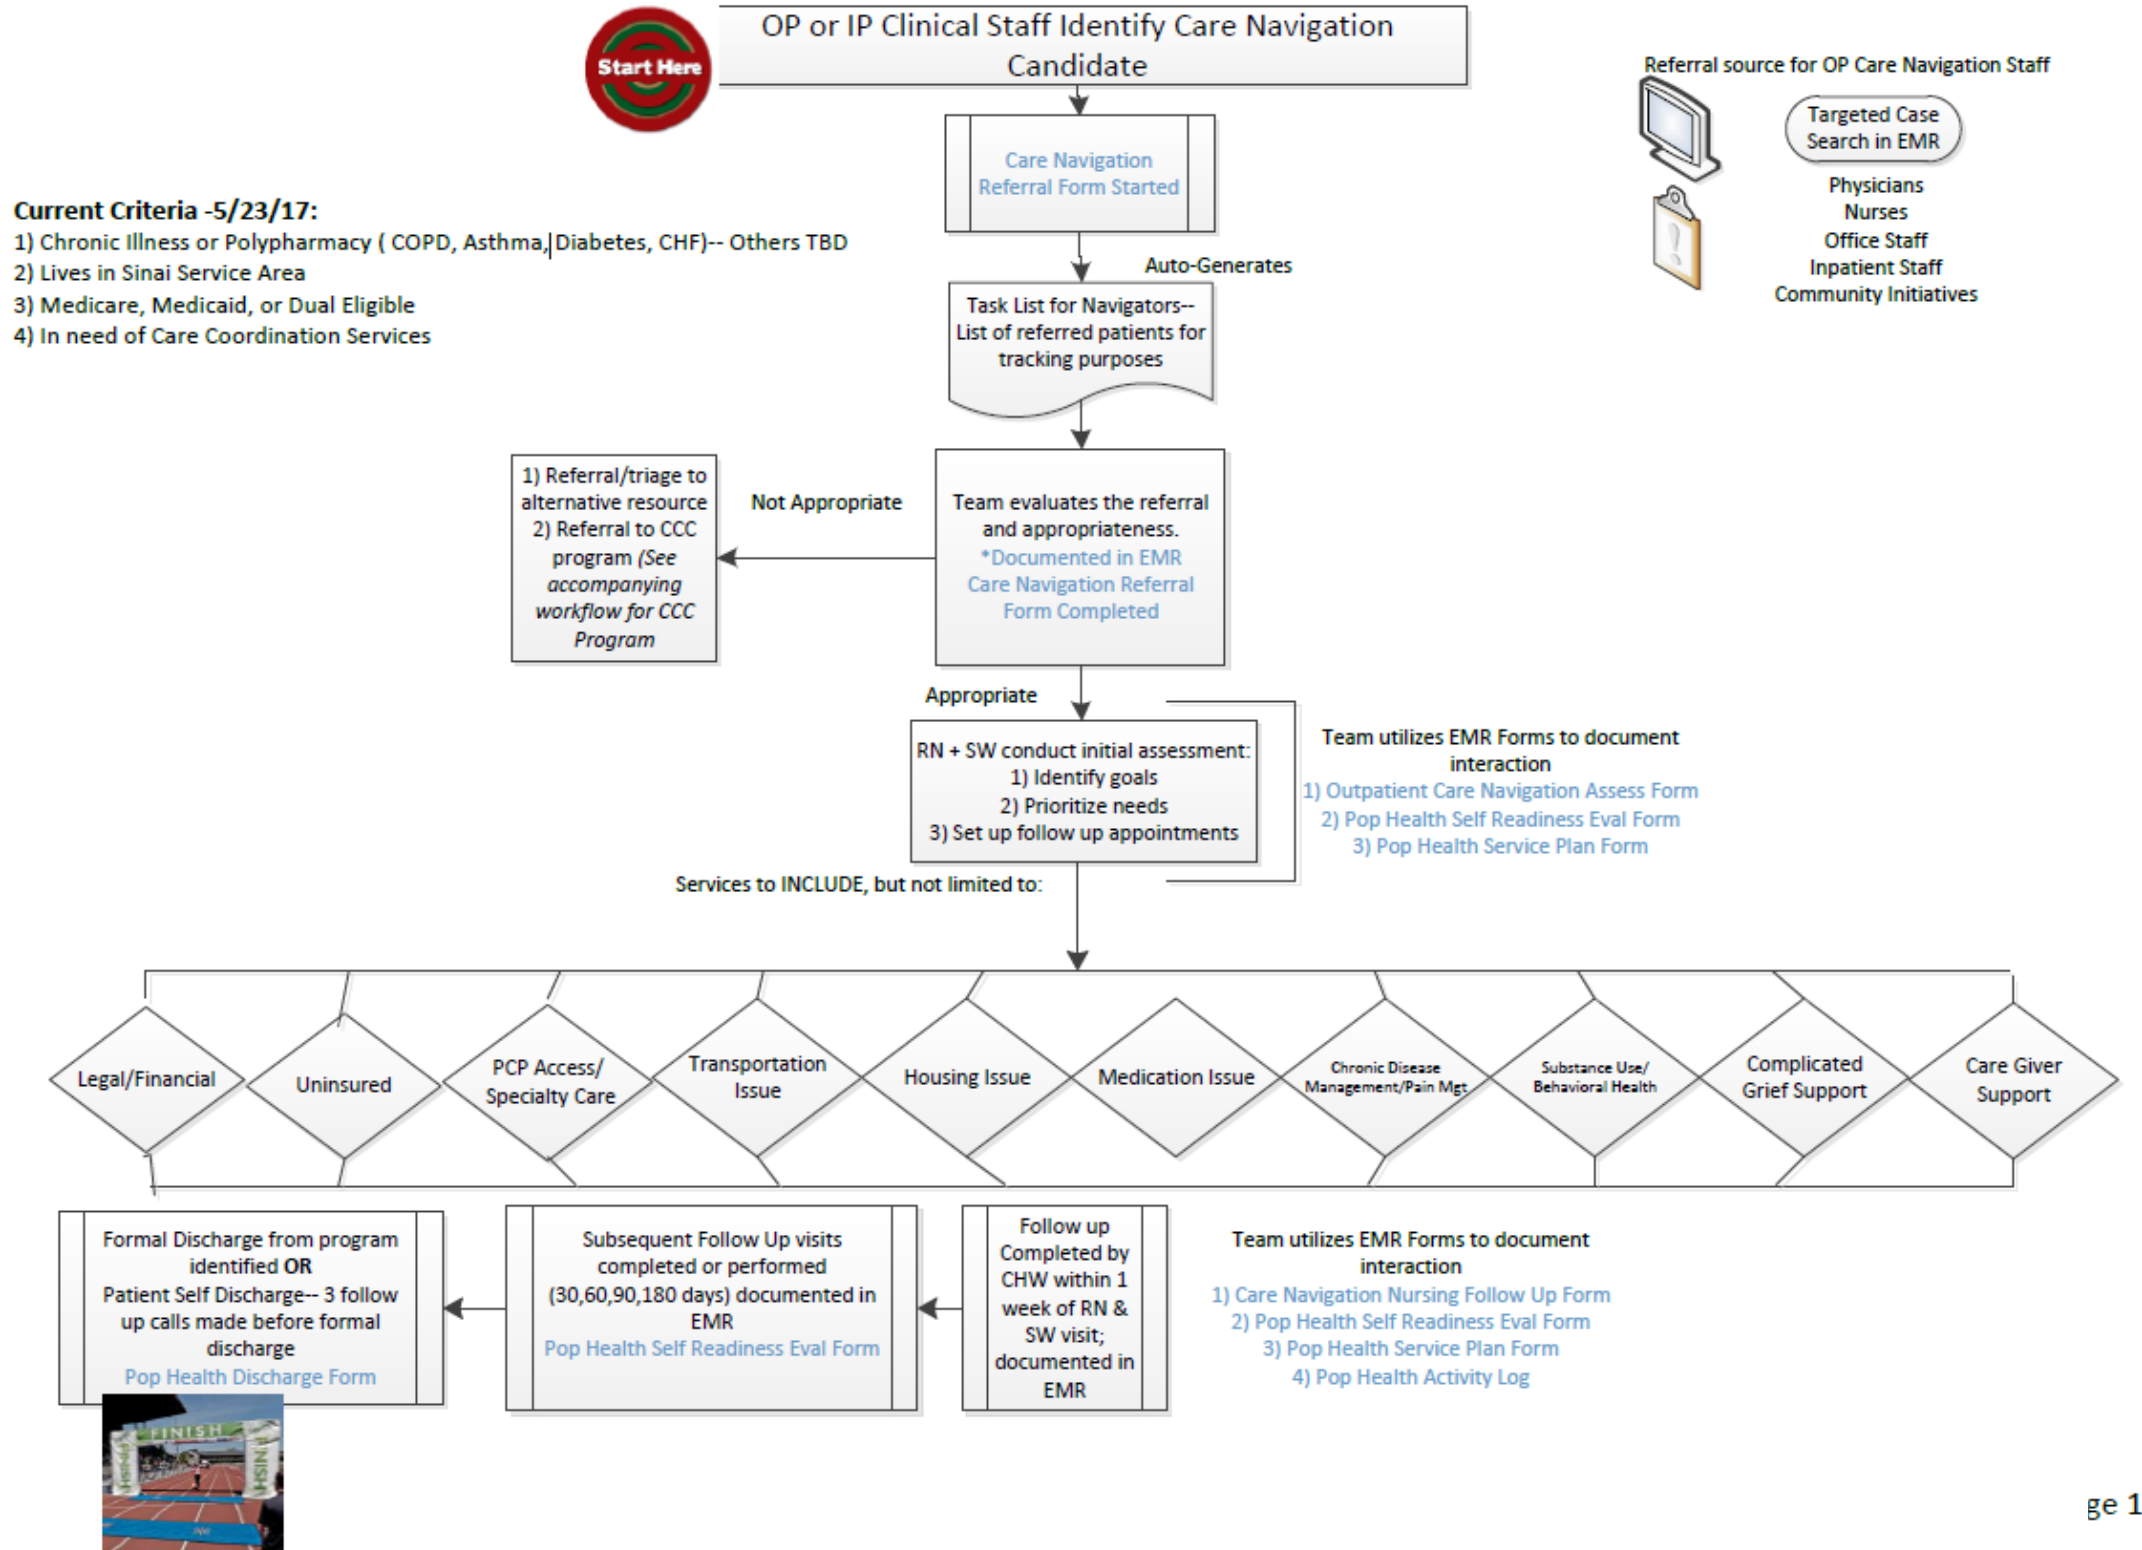 Start Here
OP or IP Clinical Staff Identify Care Navigation
Candidate
Referral source for OP Care Navigation Staff
Targeted Case
Search in EMR
Physicians
Nurses
Office Staff
Inpatient Staff
Community Initiatives
Care Navigation
Referral Form Started
Current Criteria -5/23/17:
1) Chronic Illness or Polypharmacy ( COPD, Asthma, Diabetes, CHF)-- Others TBD
2) Lives in Sinai Service Area
3) Medicare, Medicaid, or Dual Eligible
4) In need of Care Coordination Services
Auto-Generates
Task List for Navigators--
List of referred patients for
tracking purposes
1) Referral/triage to
alternative resource
2) Referral to CCC
program (See
accompanying
workflow for CCC
Program
Not Appropriate
Team evaluates the referral
and appropriateness.
*Documented in EMR
Care Navigation Referral
Form Completed
Appropriate
RN + SW conduct initial assessment:
1) Identify goals
2) Prioritize needs
3) Set up follow up appointments
Team utilizes EMR Forms to document
interaction
1) Outpatient Care Navigation Assess Form
2) Pop Health Self Readiness Eval Form
3) Pop Health Service Plan Form
Services to INCLUDE, but not limited to:
Legal/Financial
Uninsured
PCP Access/
Specialty Care
Transportation
Issue
Housing Issue
Medication Issue
Chronic Disease
Management/Pain Mgt
Substance Use/
Behavioral Health
Complicated
Grief Support
Care Giver
Support
Formal Discharge from program
identified OR
Patient Self Discharge-- 3 follow
up calls made before formal
discharge
Pop Health Discharge Form
Subsequent Follow Up visits
completed or performed
(30,60,90,180 days) documented in
EMR
Pop Health Self Readiness Eval Form
Follow up
Completed by
CHW within 1
week of RN &
SW visit;
documented in
EMR
Team utilizes EMR Forms to document
interaction
1) Care Navigation Nursing Follow Up Form
2) Pop Health Self Readiness Eval Form
3) Pop Health Service Plan Form
4) Pop Health Activity Log
FINISH
FINISH
FINISH
ge 1